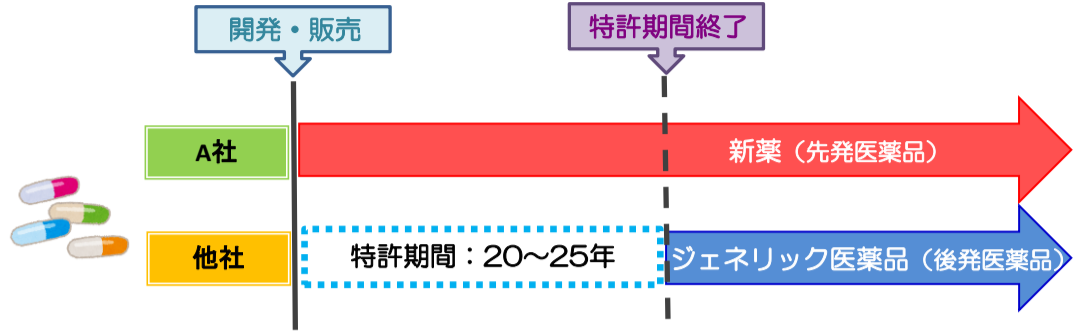 開発・販売
特許期間終了
A社
新薬（先発医薬品）
他社
特許期間：20～25年
ジェネリック医薬品（後発医薬品）